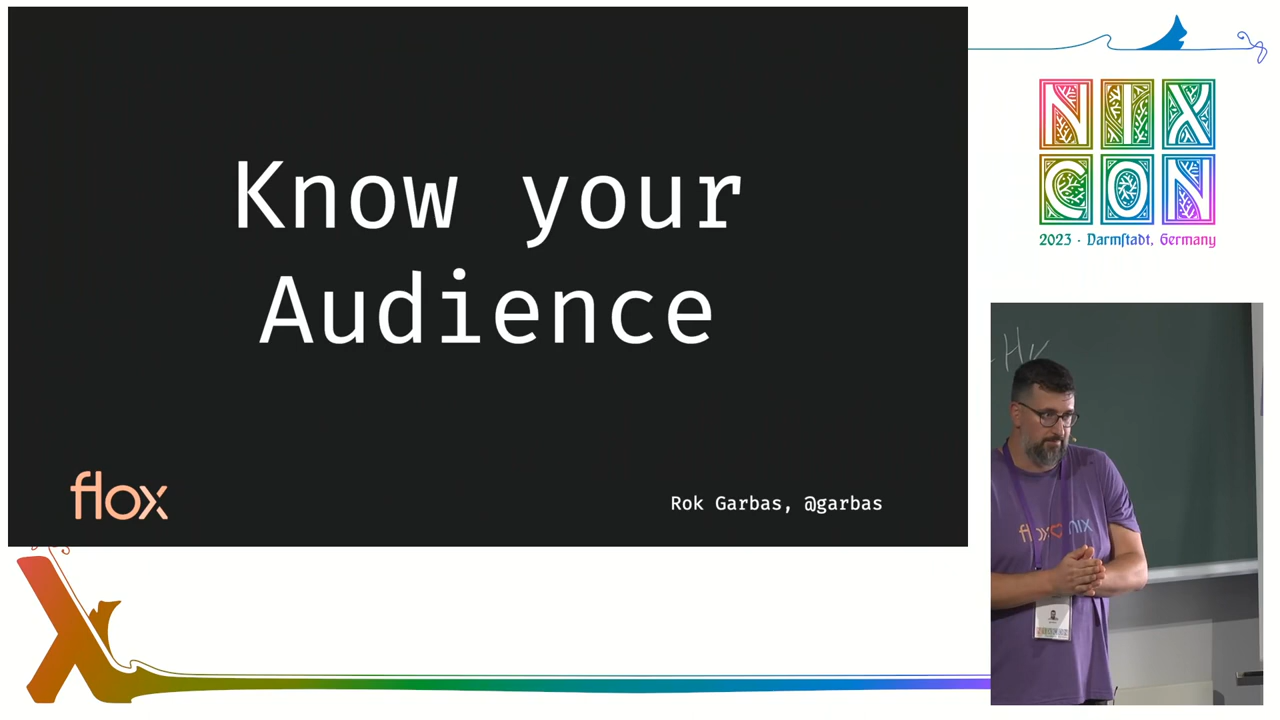 Know your
Audience
flox
Rok Garbas, @garbas
NIX
CON
2023 · Darmſtadt, Germany
flox nix